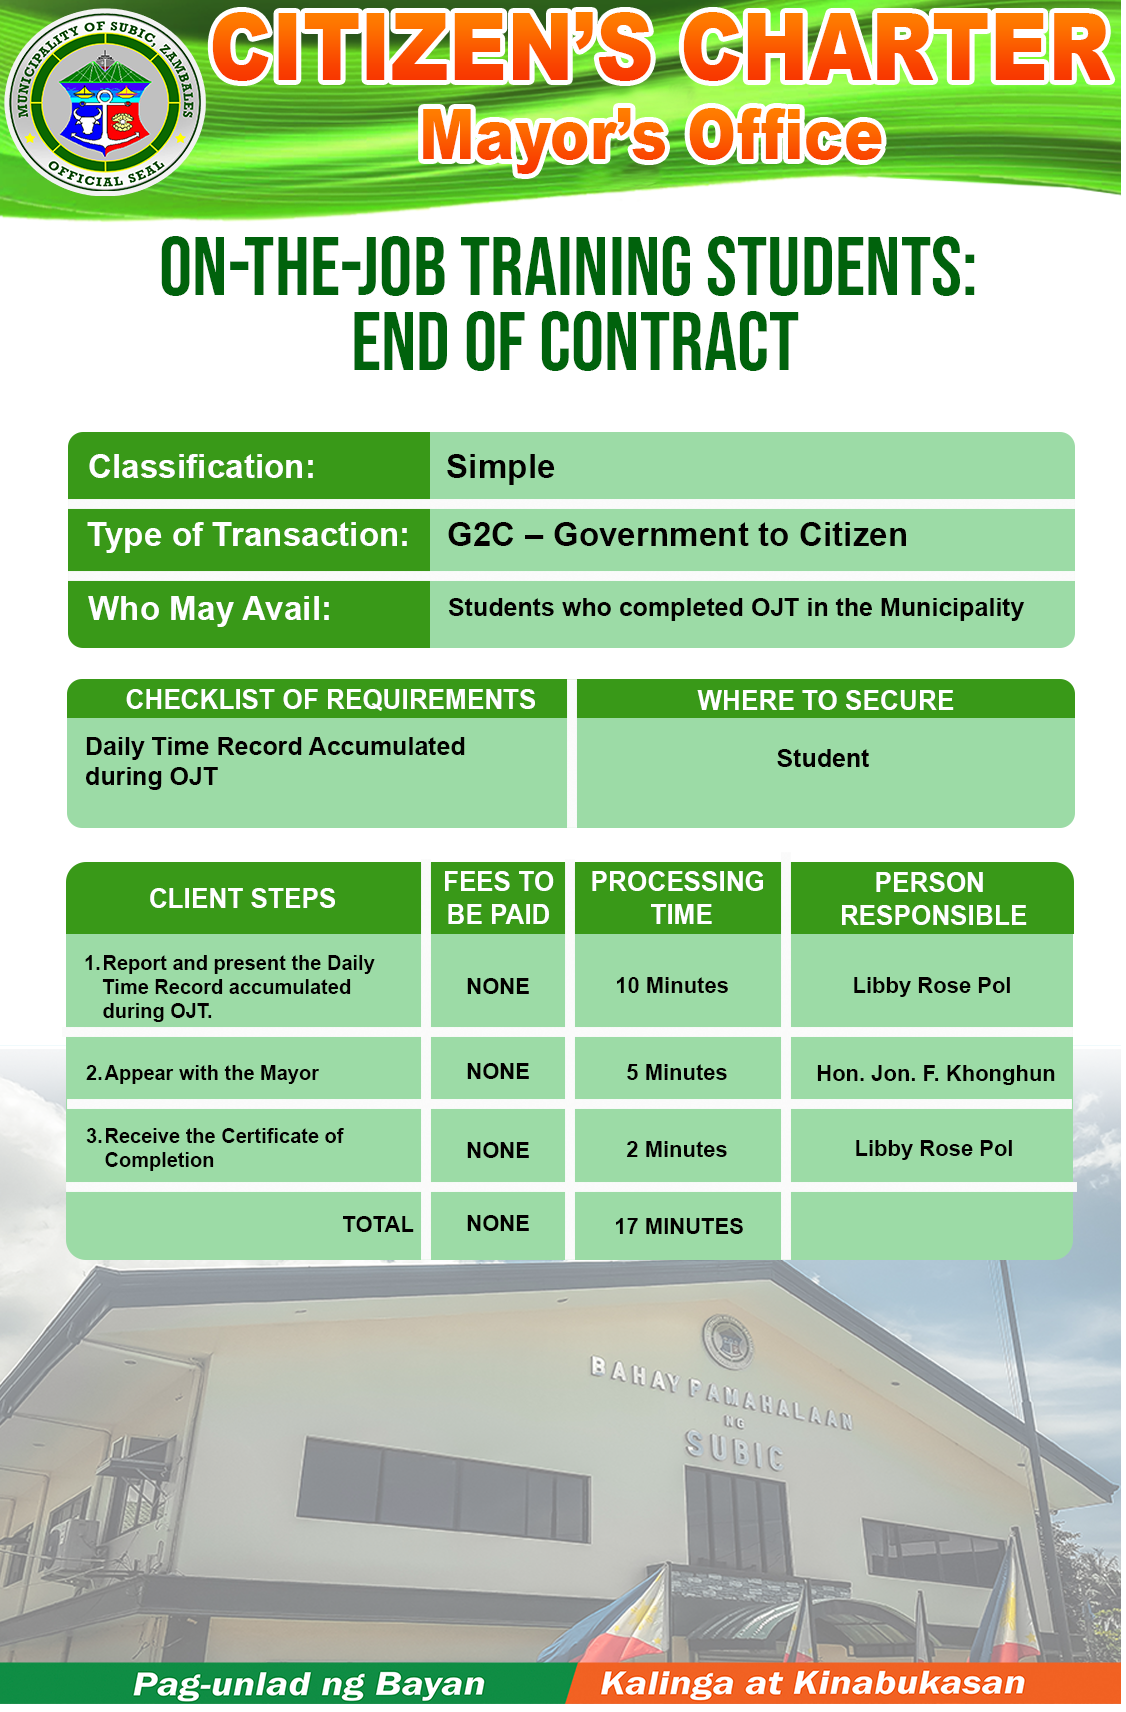 MUNICIPALITY OF SUBIC, ZAMBALES
OFFICIAL SEAL
CITIZEN'S CHARTER
Mayor's Office
ON-THE-JOB TRAINING STUDENTS:
END OF CONTRACT
Classification: Simple
Type of Transaction: G2C – Government to Citizen
Who May Avail: Students who completed OJT in the Municipality
CHECKLIST OF REQUIREMENTS WHERE TO SECURE
Daily Time Record Accumulated
during OJT
Student
CLIENT STEPS
FEES TO
BE PAID
PROCESSING
TIME
PERSON
RESPONSIBLE
1. Report and present the Daily
Time Record accumulated
during OJT.
NONE
10 Minutes
Libby Rose Pol
2. Appear with the Mayor
NONE
5 Minutes
Hon. Jon. F. Khonghun
3. Receive the Certificate of
Completion
NONE
2 Minutes
Libby Rose Pol
TOTAL
NONE
17 MINUTES
BAHAY PAMAHALAAN
NG
SUBIC
Pag-unlad ng Bayan
Kalinga at Kinabukasan